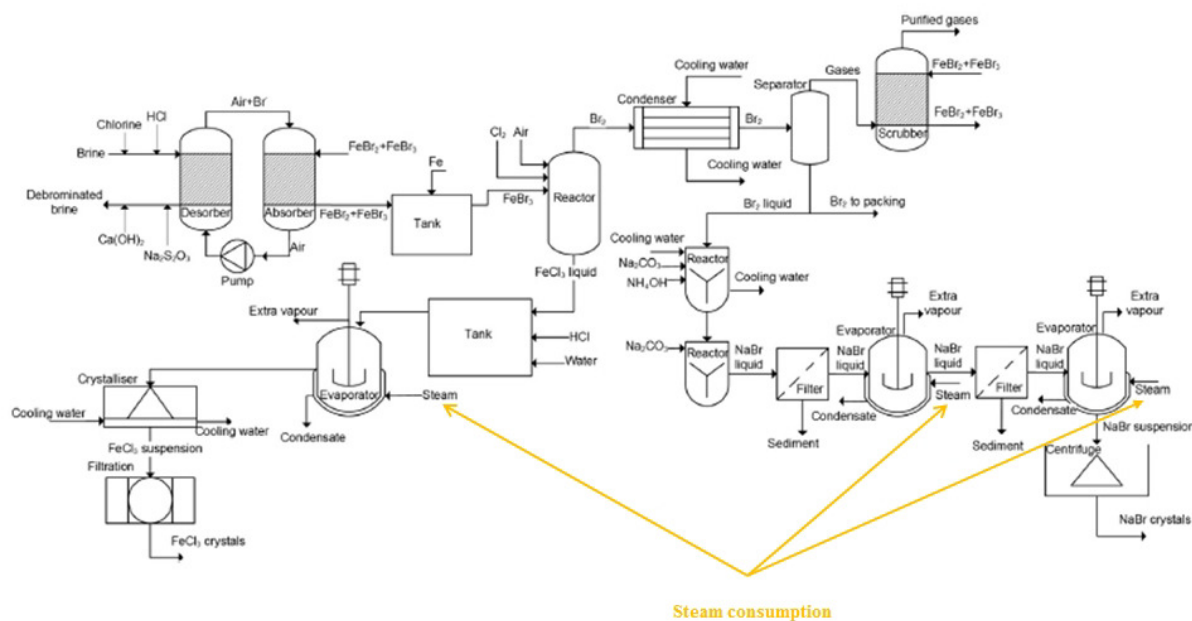 Purified gases
Cooling water
Separator
Gases
FeBr₂+FeBr₃
Condenser
Air+Br
HCl
Chlorine
Cl₂ Air
Br₂
Br₂
FeBr₂+FeBr₃
Scrubber
Brine
FeBr₂+FeBr₃
Fe
Cooling water
Debrominated
brine
Desorber
Absorber
FeBr₂+FeBr₃
FeBr₃
Reactor
Tank
Br₂ liquid
Br₂ to packing
Ca(OH)₂
Na₂S₂O₃
Air
Pump
Cooling water
Na₂CO₃
NH₄OH
Reactor
Cooling water
FeCl₃ liquid
Extra vapour
Tank
HCl
Water
Extra
vapour
Extra
vapour
Evaporator
Evaporator
Na₂CO₃
Reactor
NaBr
liquid
Filter
NaBr
liquid
NaBr
liquid
Filter
NaBr
liquid
Crystalliser
Evaporator
Steam
Steam
Steam
Condensate
Condensate
Cooling water
Cooling water
Condensate
Sediment
Sediment
NaBr suspension
FeCl₃ suspension
Centrifuge
Filtration
NaBr crystals
FeCl₃ crystals
Steam consumption